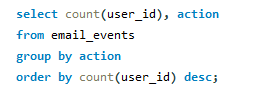 select count(user_id), action
from email_events
group by action
order by count(user_id) desc;